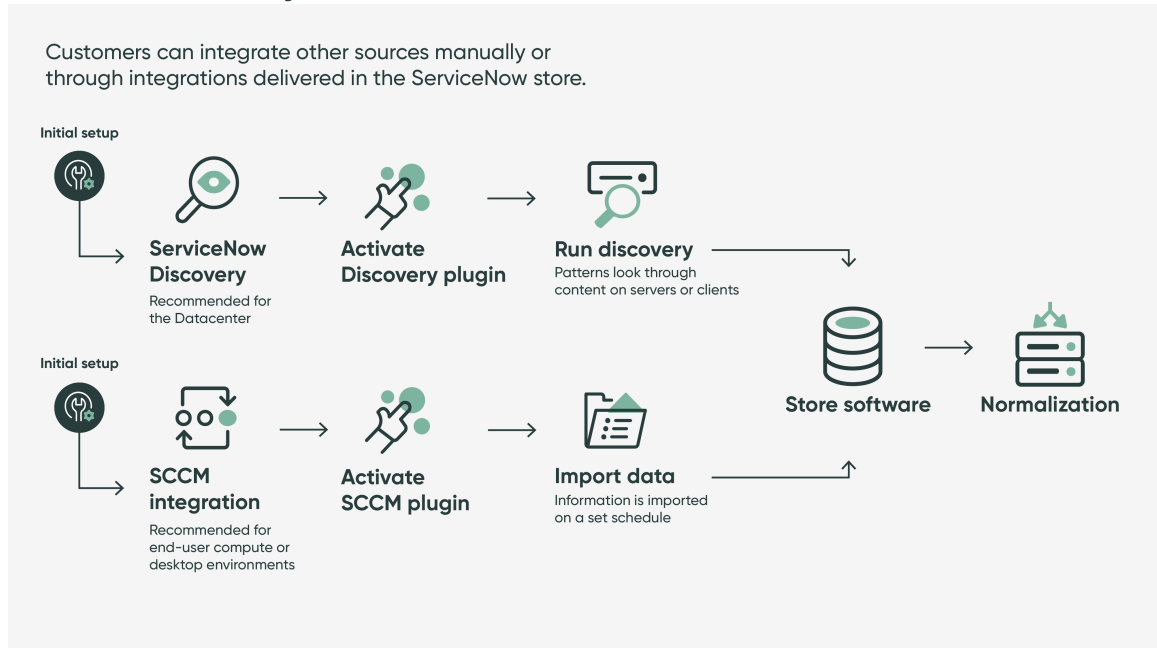 Customers can integrate other sources manually or
through integrations delivered in the ServiceNow store.
Initial setup
ServiceNow
Discovery
Recommended for
the Datacenter
Activate
Discovery plugin
Run discovery
Patterns look through
content on servers or clients
Initial setup
SCCM
integration
Recommended for
end-user compute or
desktop environments
Activate
SCCM plugin
Import data
Information is imported
on a set schedule
Store software
Normalization